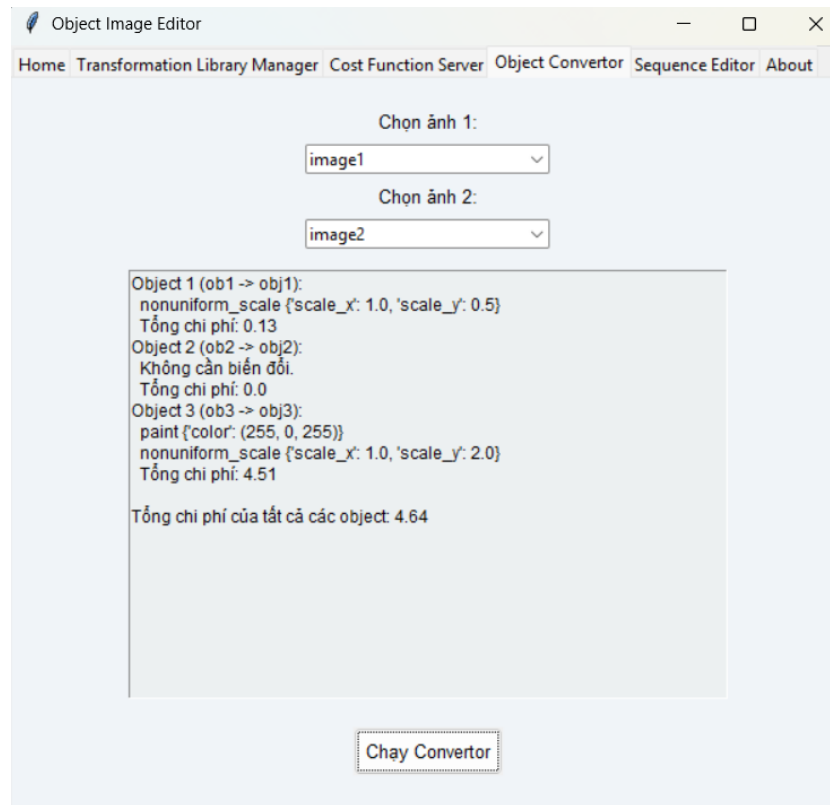 Object Image Editor
Home Transformation Library Manager Cost Function Server Object Convertor Sequence Editor About
Chọn ảnh 1:
image1
Chọn ảnh 2:
image2
Object 1 (ob1 -> obj1):
nonuniform_scale {'scale_x': 1.0, 'scale_y': 0.5}
Tổng chi phí: 0.13
Object 2 (ob2 -> obj2):
Không cần biến đổi.
Tổng chi phí: 0.0
Object 3 (ob3 -> obj3):
paint {'color': (255, 0, 255)}
nonuniform_scale {'scale_x': 1.0, 'scale_y': 2.0}
Tổng chi phí: 4.51
Tổng chi phí của tất cả các object: 4.64
Chạy Convertor